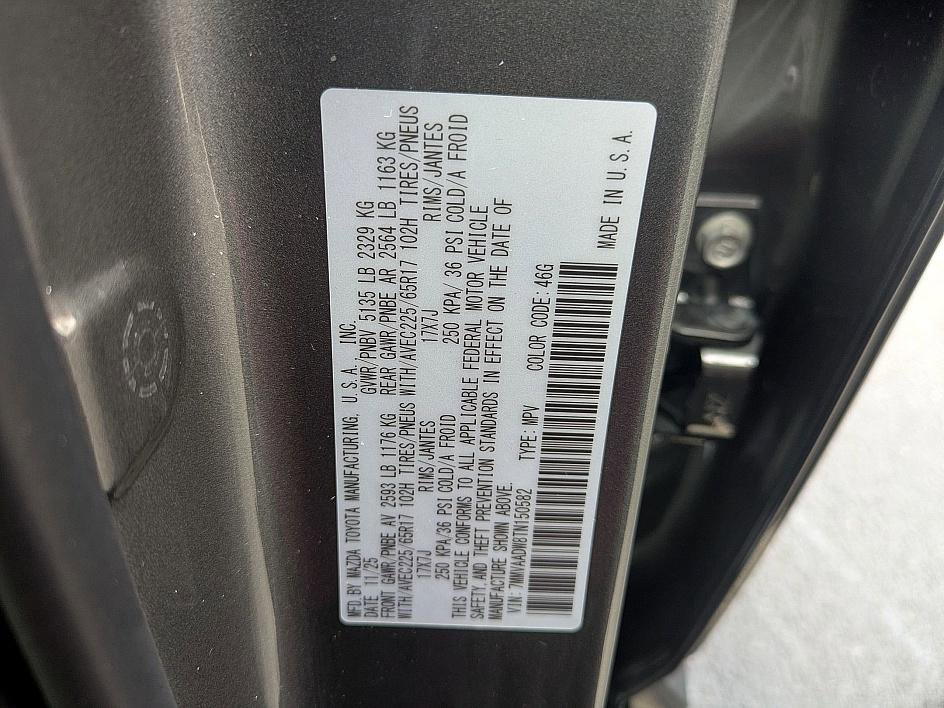 MFD. BY MAZDA TOYOTA MANUFACTURING, U.S.A., INC.
DATE 11/25 GVWR/PNBV 5135 LB 2329 KG
FRONT GAWR/PNBE AV 2593 LB 1176 KG REAR GAWR/PNBE AR 2564 LB 1163 KG
WITH/AVEC225/65R17 102H TIRES/PNEUS WITH/AVEC225/65R17 102H TIRES/PNEUS
17X7J RIMS/JANTES 17X7J RIMS/JANTES
250 KPA/36 PSI COLD/A FROID 250 KPA/ 36 PSI COLD/A FROID
THIS VEHICLE CONFORMS TO ALL APPLICABLE FEDERAL MOTOR VEHICLE
SAFETY AND THEFT PREVENTION STANDARDS IN EFFECT ON THE DATE OF
MANUFACTURE SHOWN ABOVE.
VIN: 7MMVAADW8TN150582 TYPE: MPV COLOR CODE: 46G
MADE IN U.S.A.